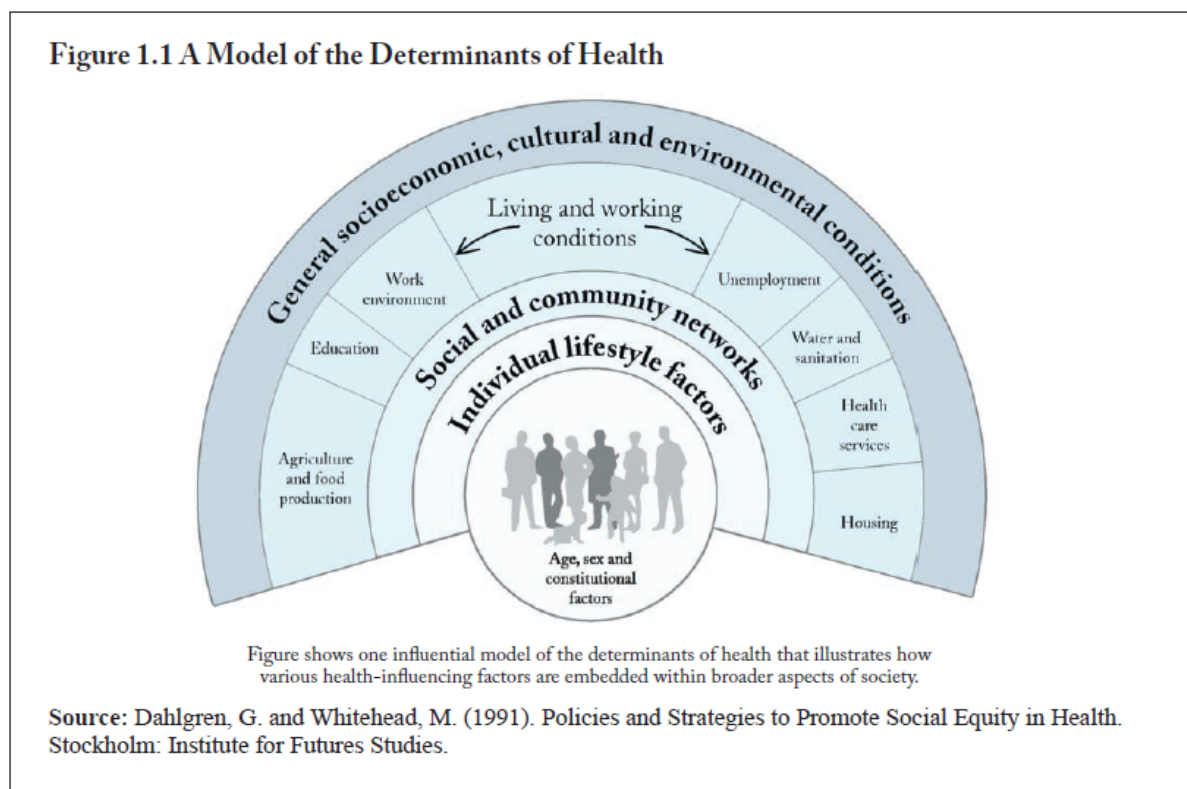 Figure 1.1 A Model of the Determinants of Health
General socioeconomic, cultural and environmental conditions
Living and working
conditions
Work
environment
Unemployment
Education
Water and
sanitation
Agriculture
and food
production
Health
care
services
Housing
Social and community networks
Individual lifestyle factors
Age, sex and
constitutional
factors
Figure shows one influential model of the determinants of health that illustrates how
various health-influencing factors are embedded within broader aspects of society.
Source: Dahlgren, G. and Whitehead, M. (1991). Policies and Strategies to Promote Social Equity in Health.
Stockholm: Institute for Futures Studies.